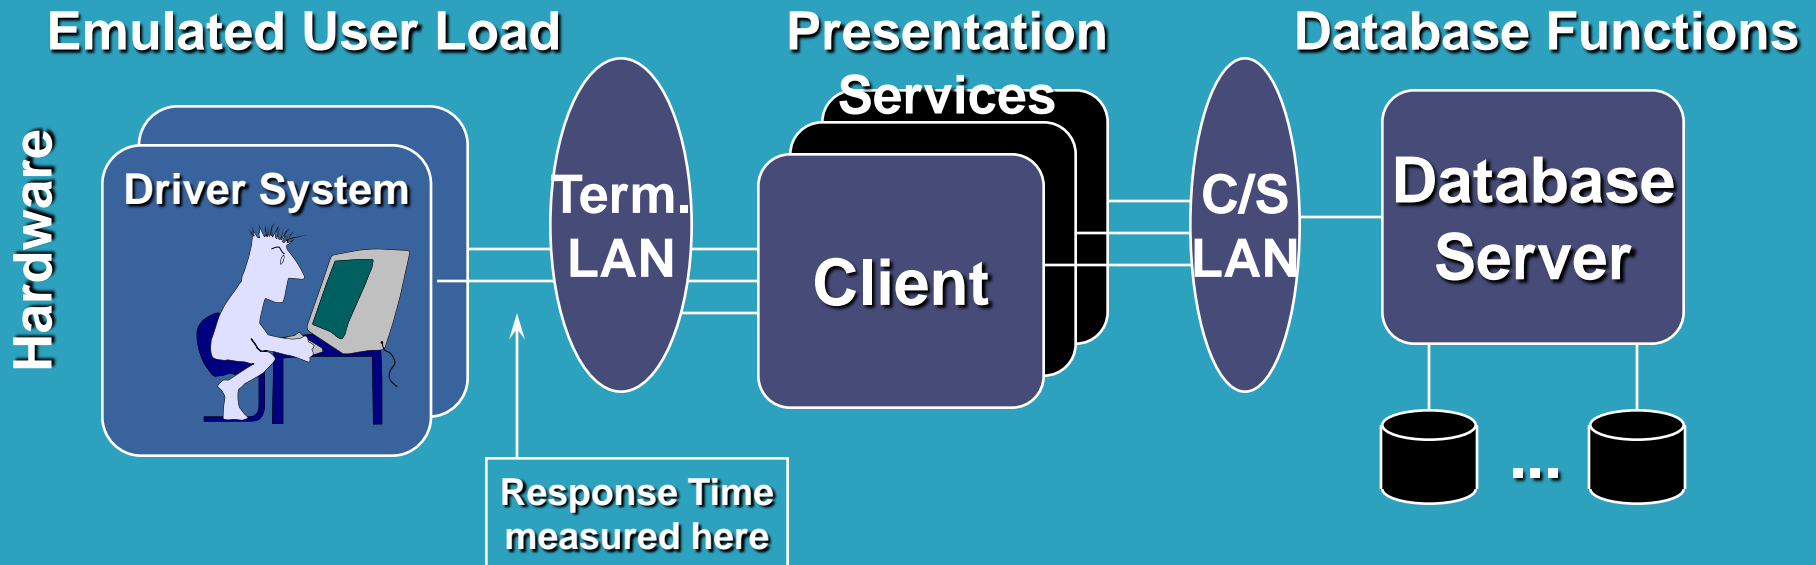 Emulated User Load
Presentation
Services
Database Functions
Hardware
Driver System
Term.
LAN
Client
C/S
LAN
Database
Server
...
Response Time
measured here